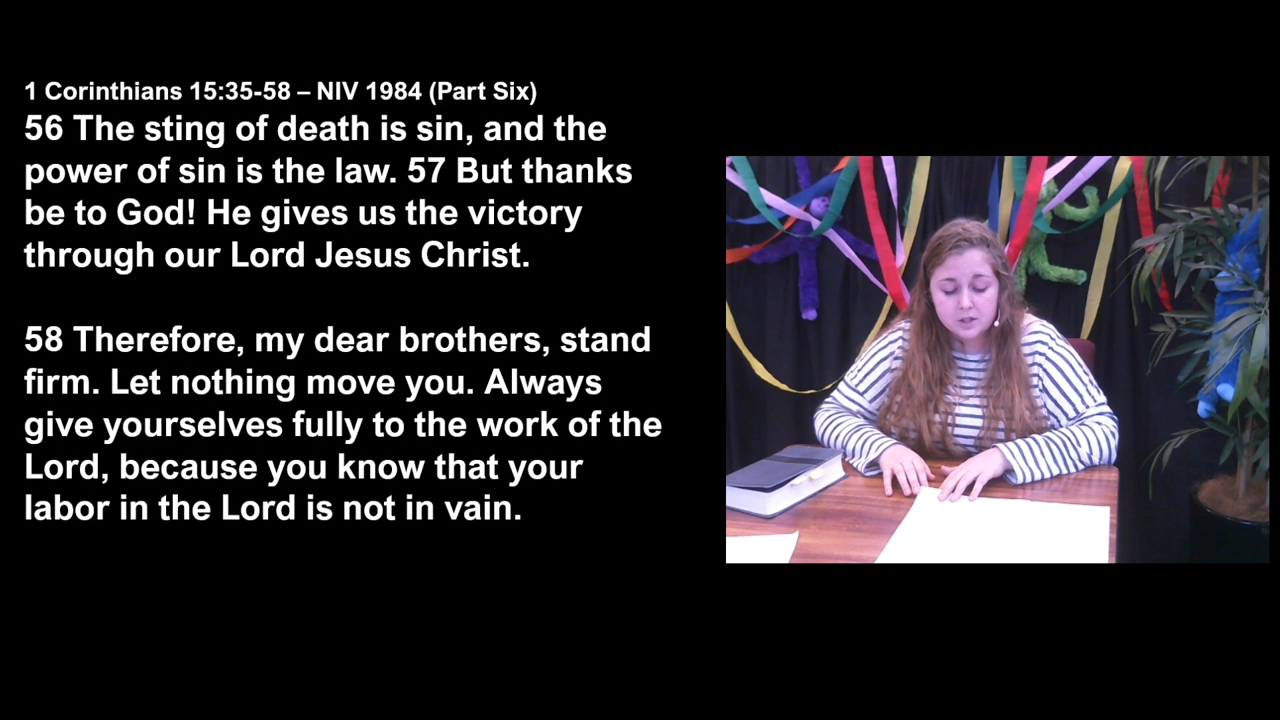 1 Corinthians 15:35-58 – NIV 1984 (Part Six)
56 The sting of death is sin, and the
power of sin is the law. 57 But thanks
be to God! He gives us the victory
through our Lord Jesus Christ.
58 Therefore, my dear brothers, stand
firm. Let nothing move you. Always
give yourselves fully to the work of the
Lord, because you know that your
labor in the Lord is not in vain.